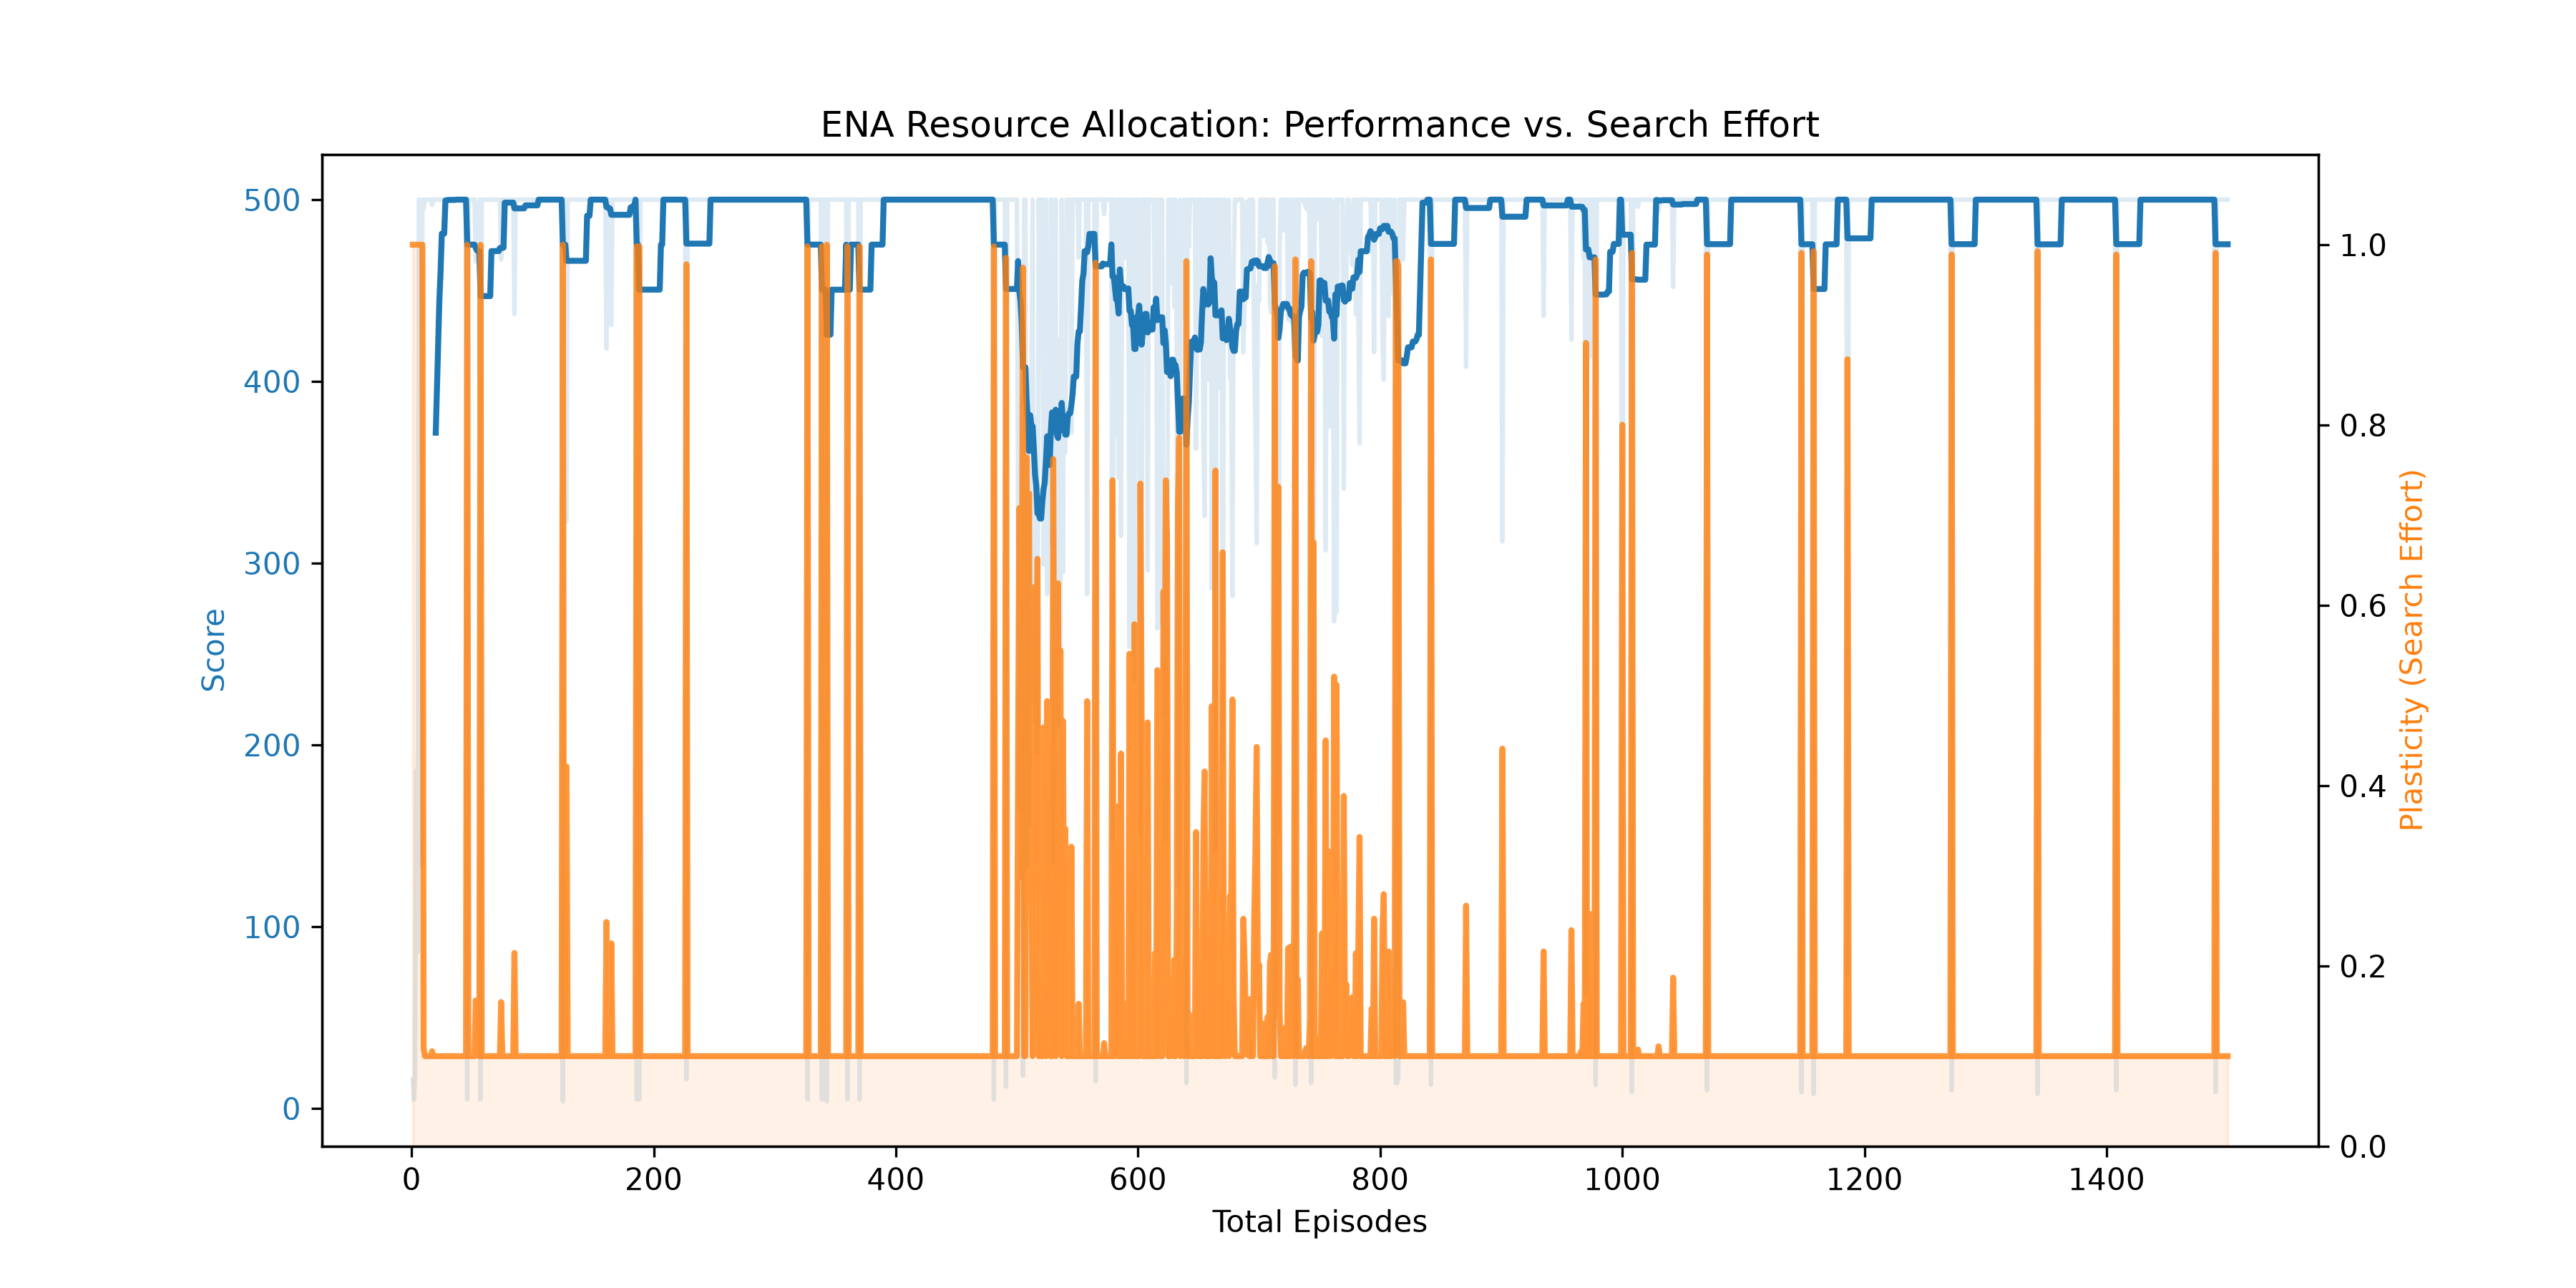 ENA Resource Allocation: Performance vs. Search Effort
500
400
300
200
100
0
Score
1.0
0.8
0.6
0.4
0.2
0.0
Plasticity (Search Effort)
0 200 400 600 800 1000 1200 1400
Total Episodes